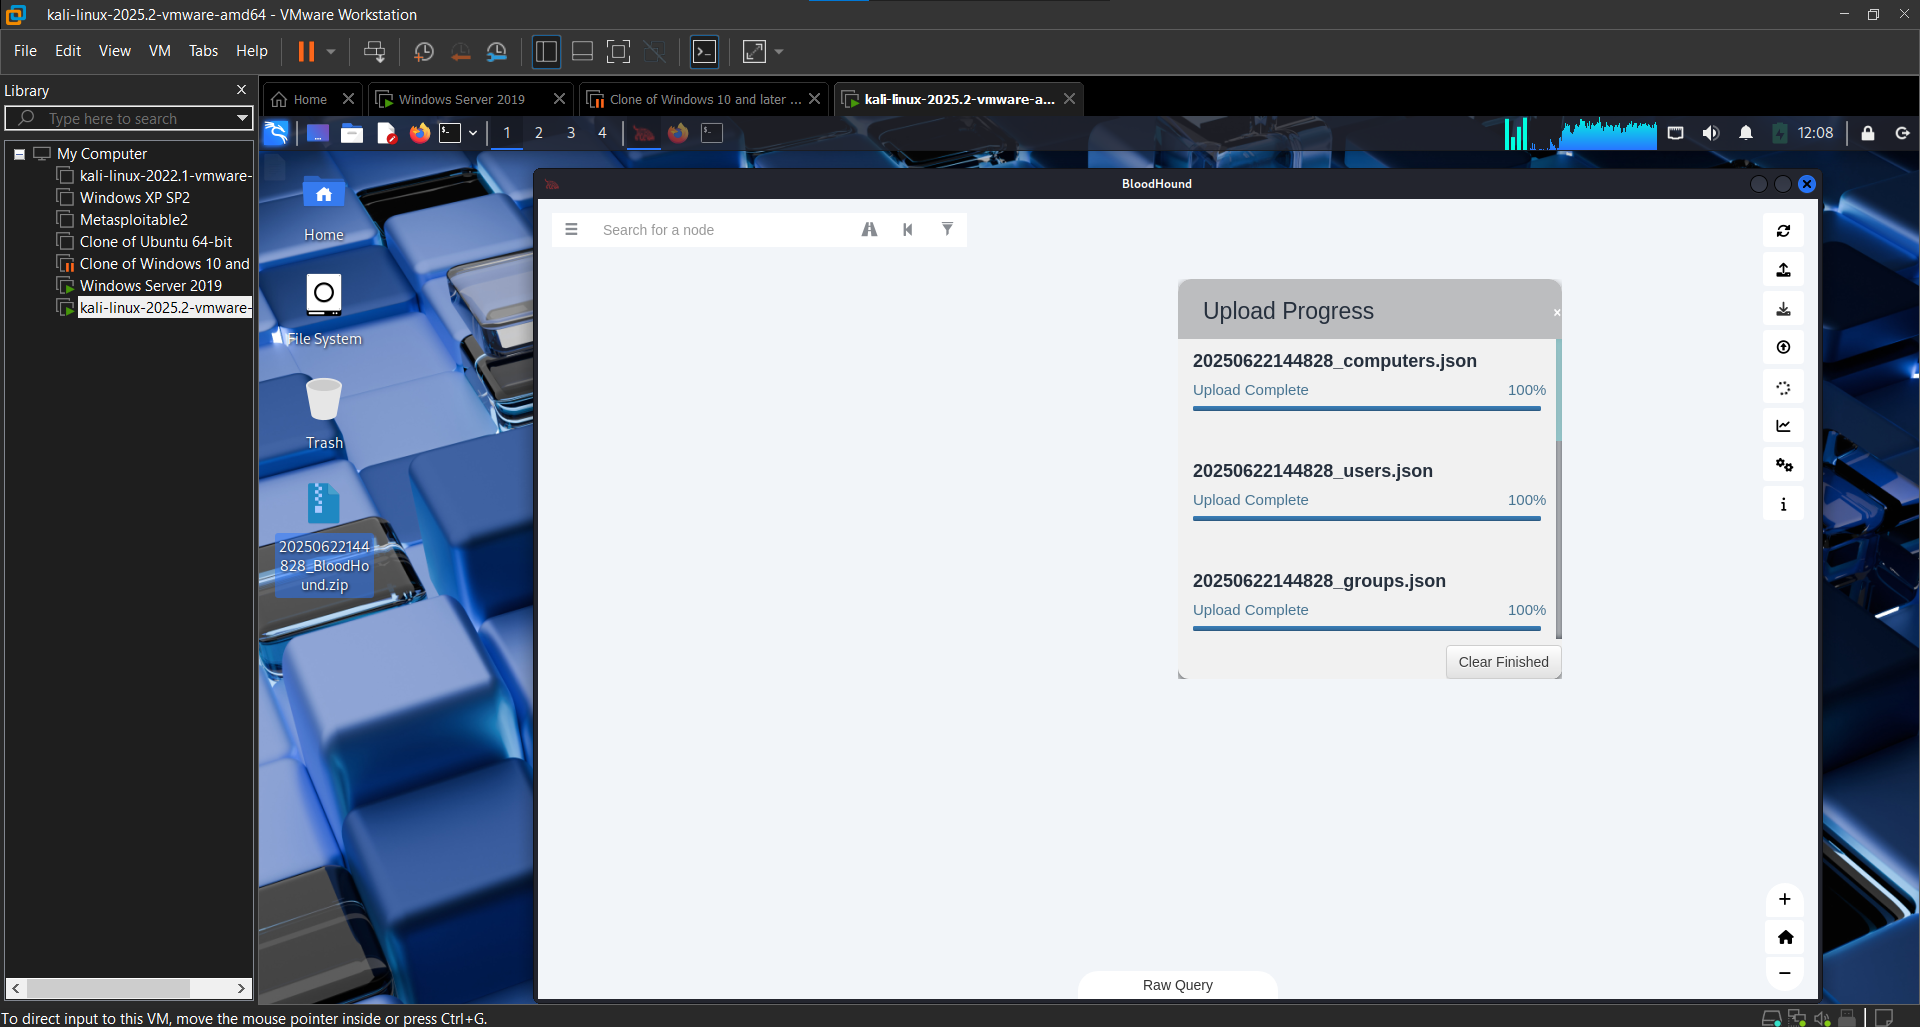 kali-linux-2025.2-vmware-amd64 - VMware Workstation
File Edit View VM Tabs Help
Library
Type here to search
My Computer
kali-linux-2022.1-vmware-
Windows XP SP2
Metasploitable2
Clone of Ubuntu 64-bit
Clone of Windows 10 and
Windows Server 2019
kali-linux-2025.2-vmware-
Home
Windows Server 2019
Clone of Windows 10 and later ...
kali-linux-2025.2-vmware-a...
1 2 3 4
12:08
Home
File System
Trash
20250622144
828_BloodHo
und.zip
BloodHound
Search for a node
Upload Progress
20250622144828_computers.json
Upload Complete 100%
20250622144828_users.json
Upload Complete 100%
20250622144828_groups.json
Upload Complete 100%
Clear Finished
Raw Query
To direct input to this VM, move the mouse pointer inside or press Ctrl+G.